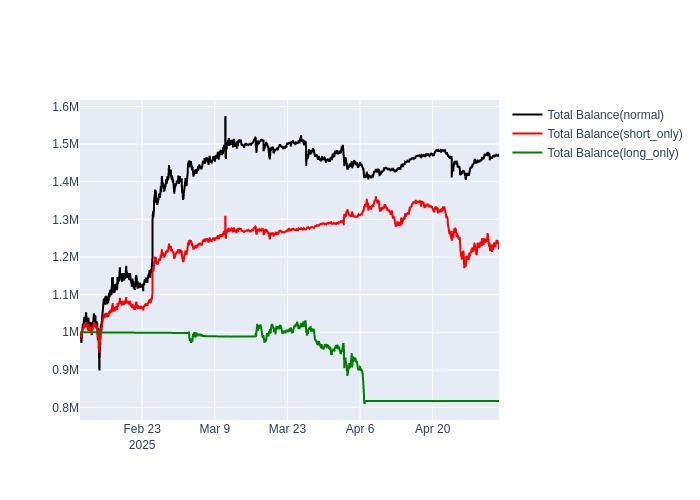 1.6M
1.5M
1.4M
1.3M
1.2M
1.1M
1M
0.9M
0.8M
Feb 23
2025
Mar 9
Mar 23
Apr 6
Apr 20
Total Balance(normal)
Total Balance(short_only)
Total Balance(long_only)